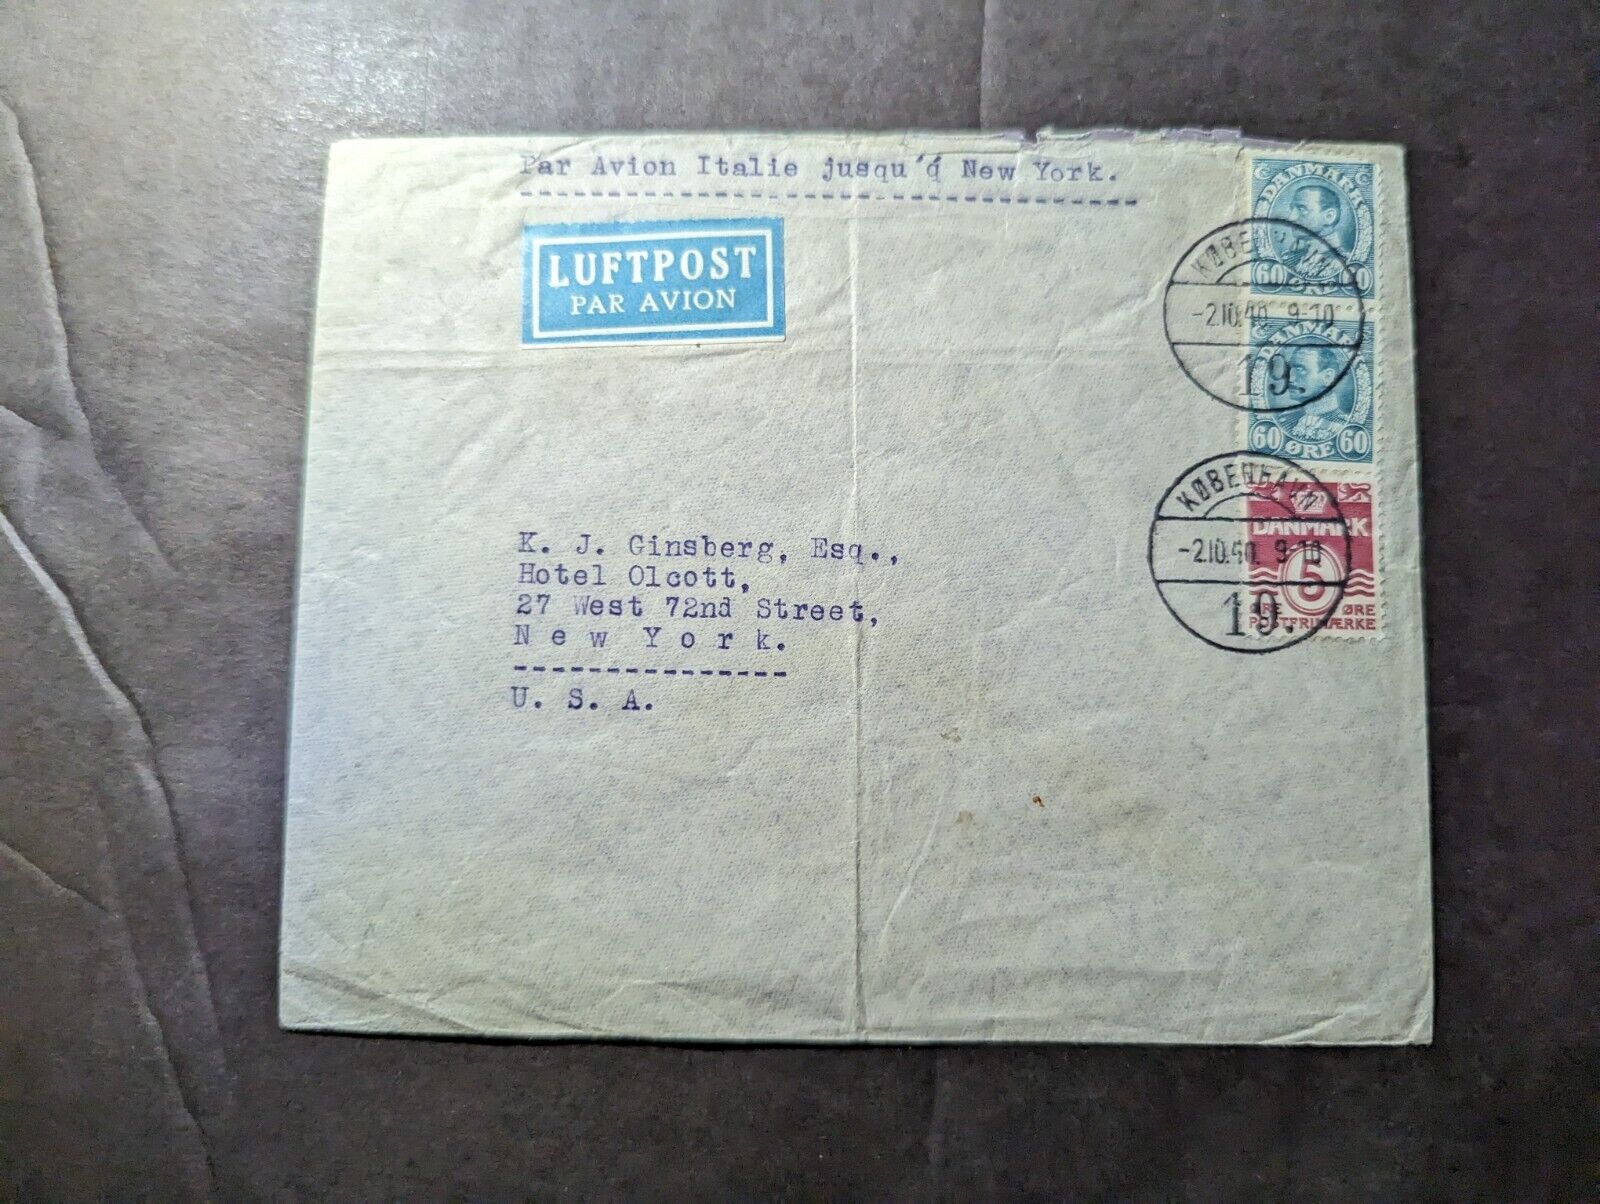 Par Avion Italie jusqu'á New York.
LUFTPOST
PAR AVION
DANMARK
60 ØRE 60
KØBENHAVN
-2.10.40. 9-10
19.
DANMARK
60 ØRE 60
KØBENHAVN
-2.10.40. 9-10
19.
DANMARK
5
ØRE ØRE
POSTFRIMÆRKE
K. J. Ginsberg, Esq.,
Hotel Olcott,
27 West 72nd Street,
New York.
U. S. A.